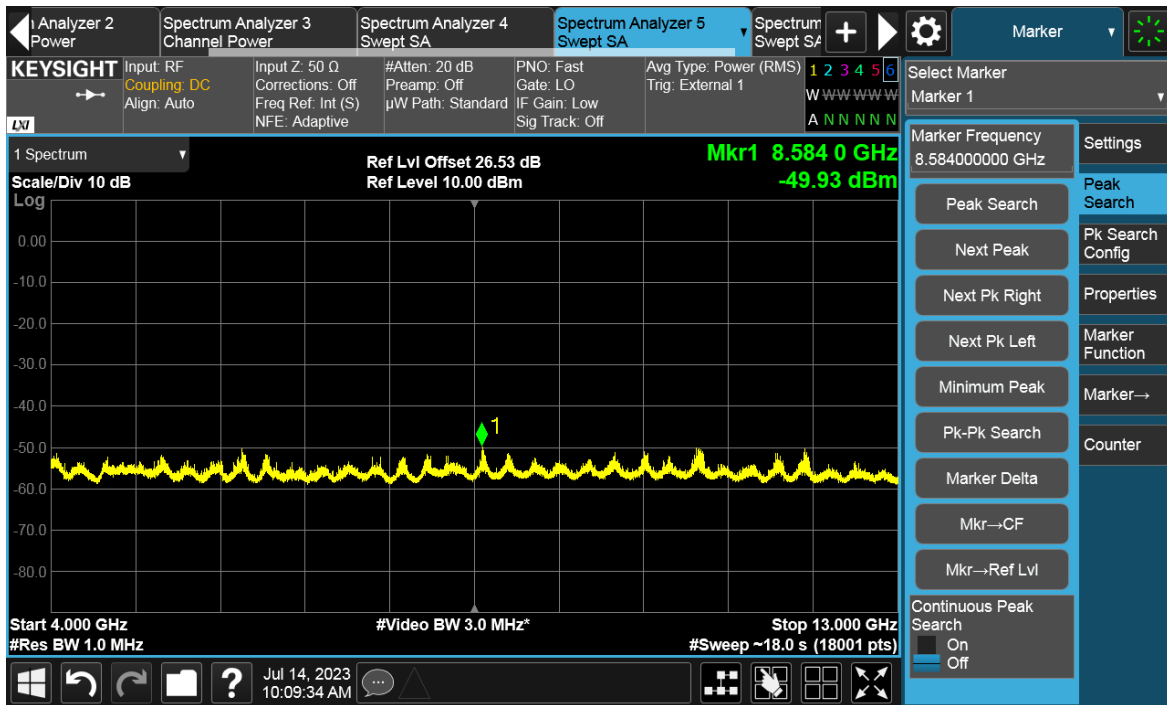 Analyzer 2
Power
Spectrum Analyzer 3
Channel Power
Spectrum Analyzer 4
Swept SA
Spectrum Analyzer 5
Swept SA
Spectrum
Swept SA
+
Marker
KEYSIGHT
LXI
Input: RF
Coupling: DC
Align: Auto
Input Z: 50 Ω
Corrections: Off
Freq Ref: Int (S)
NFE: Adaptive
#Atten: 20 dB
Preamp: Off
µW Path: Standard
PNO: Fast
Gate: LO
IF Gain: Low
Sig Track: Off
Avg Type: Power (RMS)
Trig: External 1
1 2 3 4 5 6
W W W W W W
A N N N N N
Select Marker
Marker 1
1 Spectrum
Scale/Div 10 dB
Log
Ref Lvl Offset 26.53 dB
Ref Level 10.00 dBm
Mkr1 8.584 0 GHz
-49.93 dBm
0.00
-10.0
-20.0
-30.0
-40.0
-50.0
-60.0
-70.0
-80.0
1
Start 4.000 GHz
#Res BW 1.0 MHz
#Video BW 3.0 MHz*
Stop 13.000 GHz
#Sweep ~18.0 s (18001 pts)
Marker Frequency
8.584000000 GHz
Peak Search
Next Peak
Next Pk Right
Next Pk Left
Minimum Peak
Pk-Pk Search
Marker Delta
Mkr→CF
Mkr→Ref Lvl
Continuous Peak
Search
On
Off
Settings
Peak
Search
Pk Search
Config
Properties
Marker
Function
Marker→
Counter
?
Jul 14, 2023
10:09:34 AM